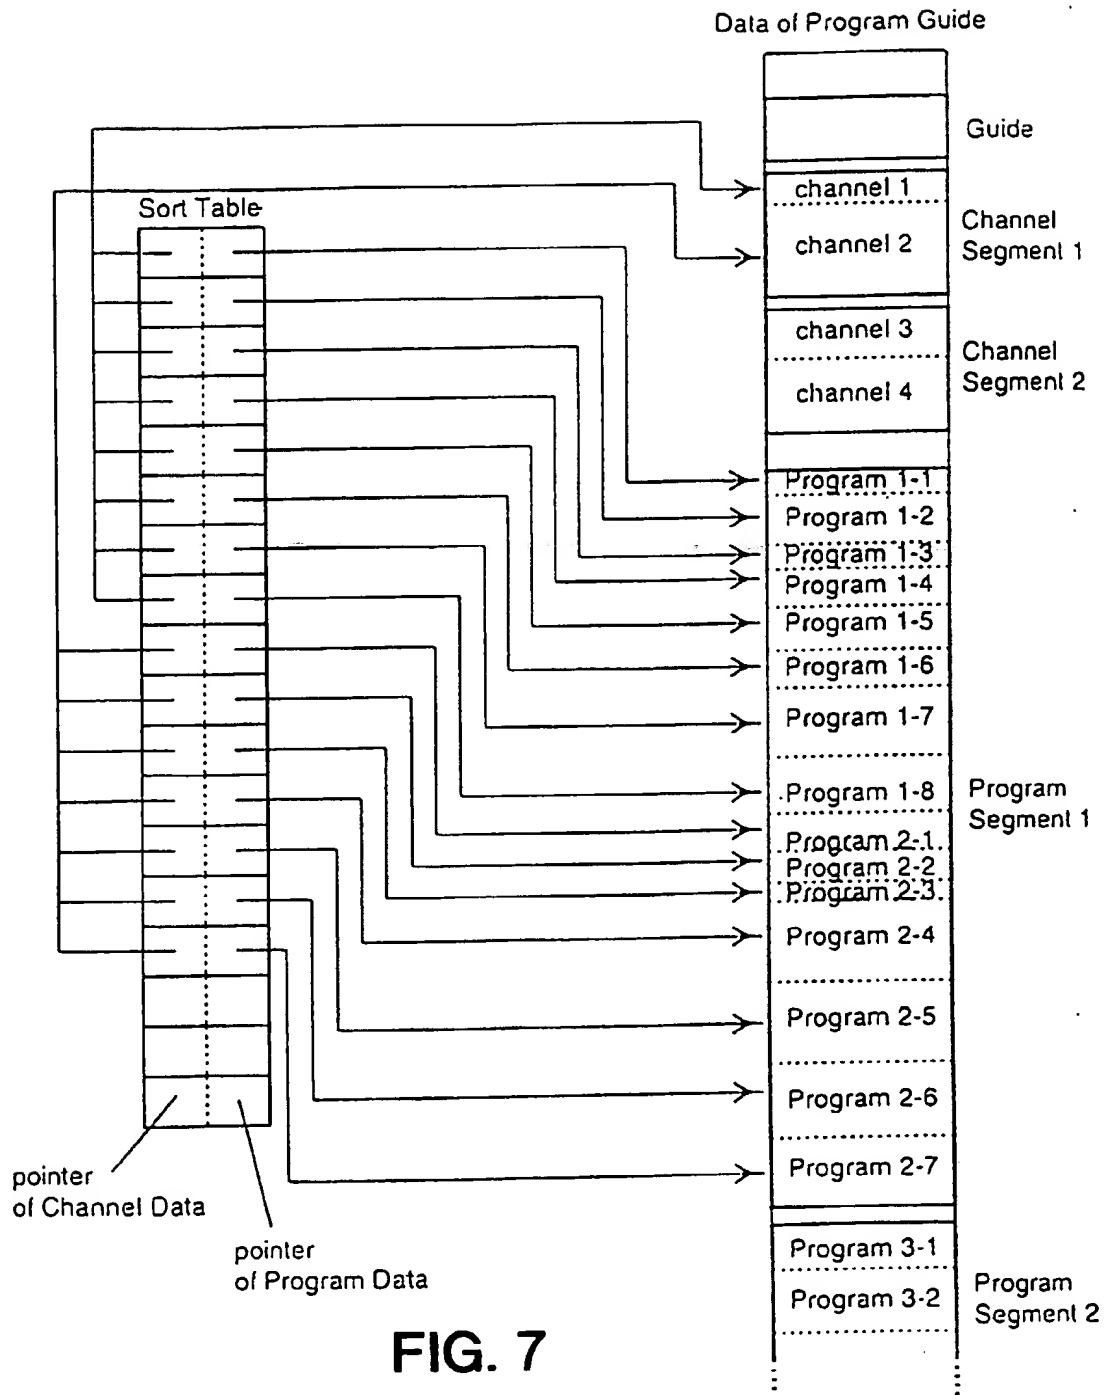 Data of Program Guide
Guide
channel 1
channel 2
Channel
Segment 1
channel 3
channel 4
Channel
Segment 2
Sort Table
Program 1-1
Program 1-2
Program 1-3
Program 1-4
Program 1-5
Program 1-6
Program 1-7
Program 1-8
Program 2-1
Program 2-2
Program 2-3
Program 2-4
Program 2-5
Program 2-6
Program 2-7
Program
Segment 1
Program 3-1
Program 3-2
Program
Segment 2
pointer
of Channel Data
pointer
of Program Data
FIG. 7